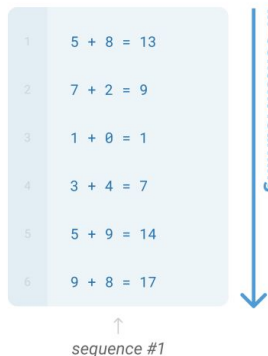 1 5 + 8 = 13
2 7 + 2 = 9
3 1 + 0 = 1
4 3 + 4 = 7
5 5 + 9 = 14
6 9 + 8 = 17
sequence #1